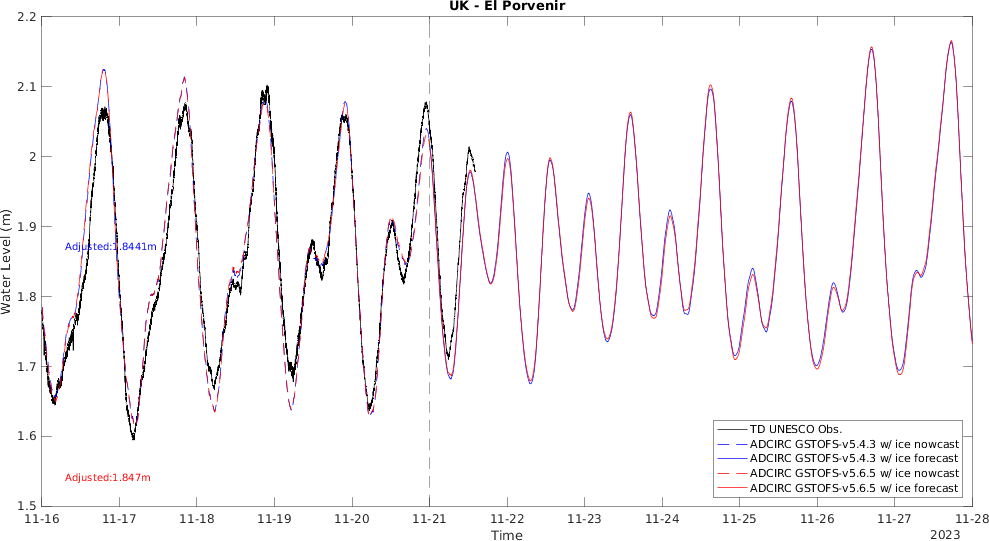 UK - El Porvenir
2.2
2.1
2
1.9
1.8
1.7
1.6
1.5
Water Level (m)
Adjusted:1.8441m
Adjusted:1.847m
TD UNESCO Obs.
ADCIRC GSTOFS-v5.4.3 w/ ice nowcast
ADCIRC GSTOFS-v5.4.3 w/ ice forecast
ADCIRC GSTOFS-v5.6.5 w/ ice nowcast
ADCIRC GSTOFS-v5.6.5 w/ ice forecast
11-16 11-17 11-18 11-19 11-20 11-21 11-22 11-23 11-24 11-25 11-26 11-27 11-28
Time
2023